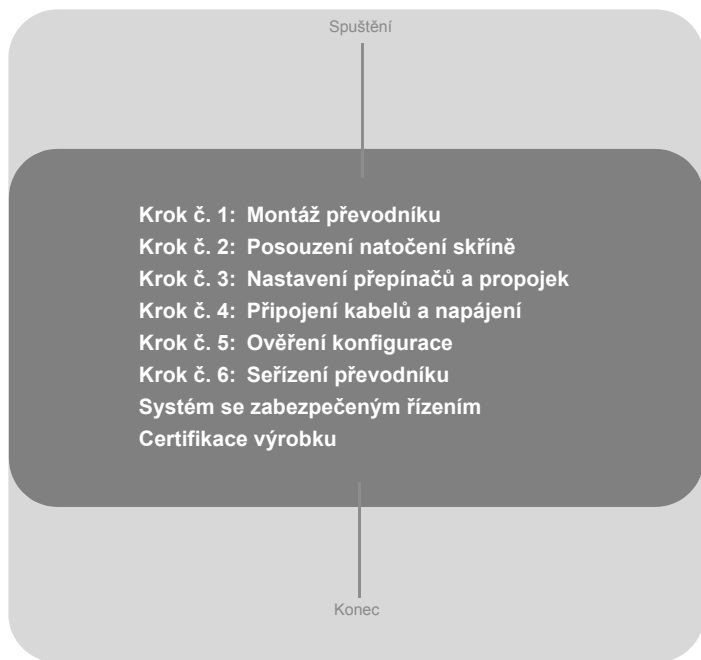 Spuštění
Krok č. 1: Montáž převodníku
Krok č. 2: Posouzení natočení skříně
Krok č. 3: Nastavení přepínačů a propojek
Krok č. 4: Připojení kabelů a napájení
Krok č. 5: Ověření konfigurace
Krok č. 6: Seřízení převodníku
Systém se zabezpečeným řízením
Certifikace výrobku
Konec